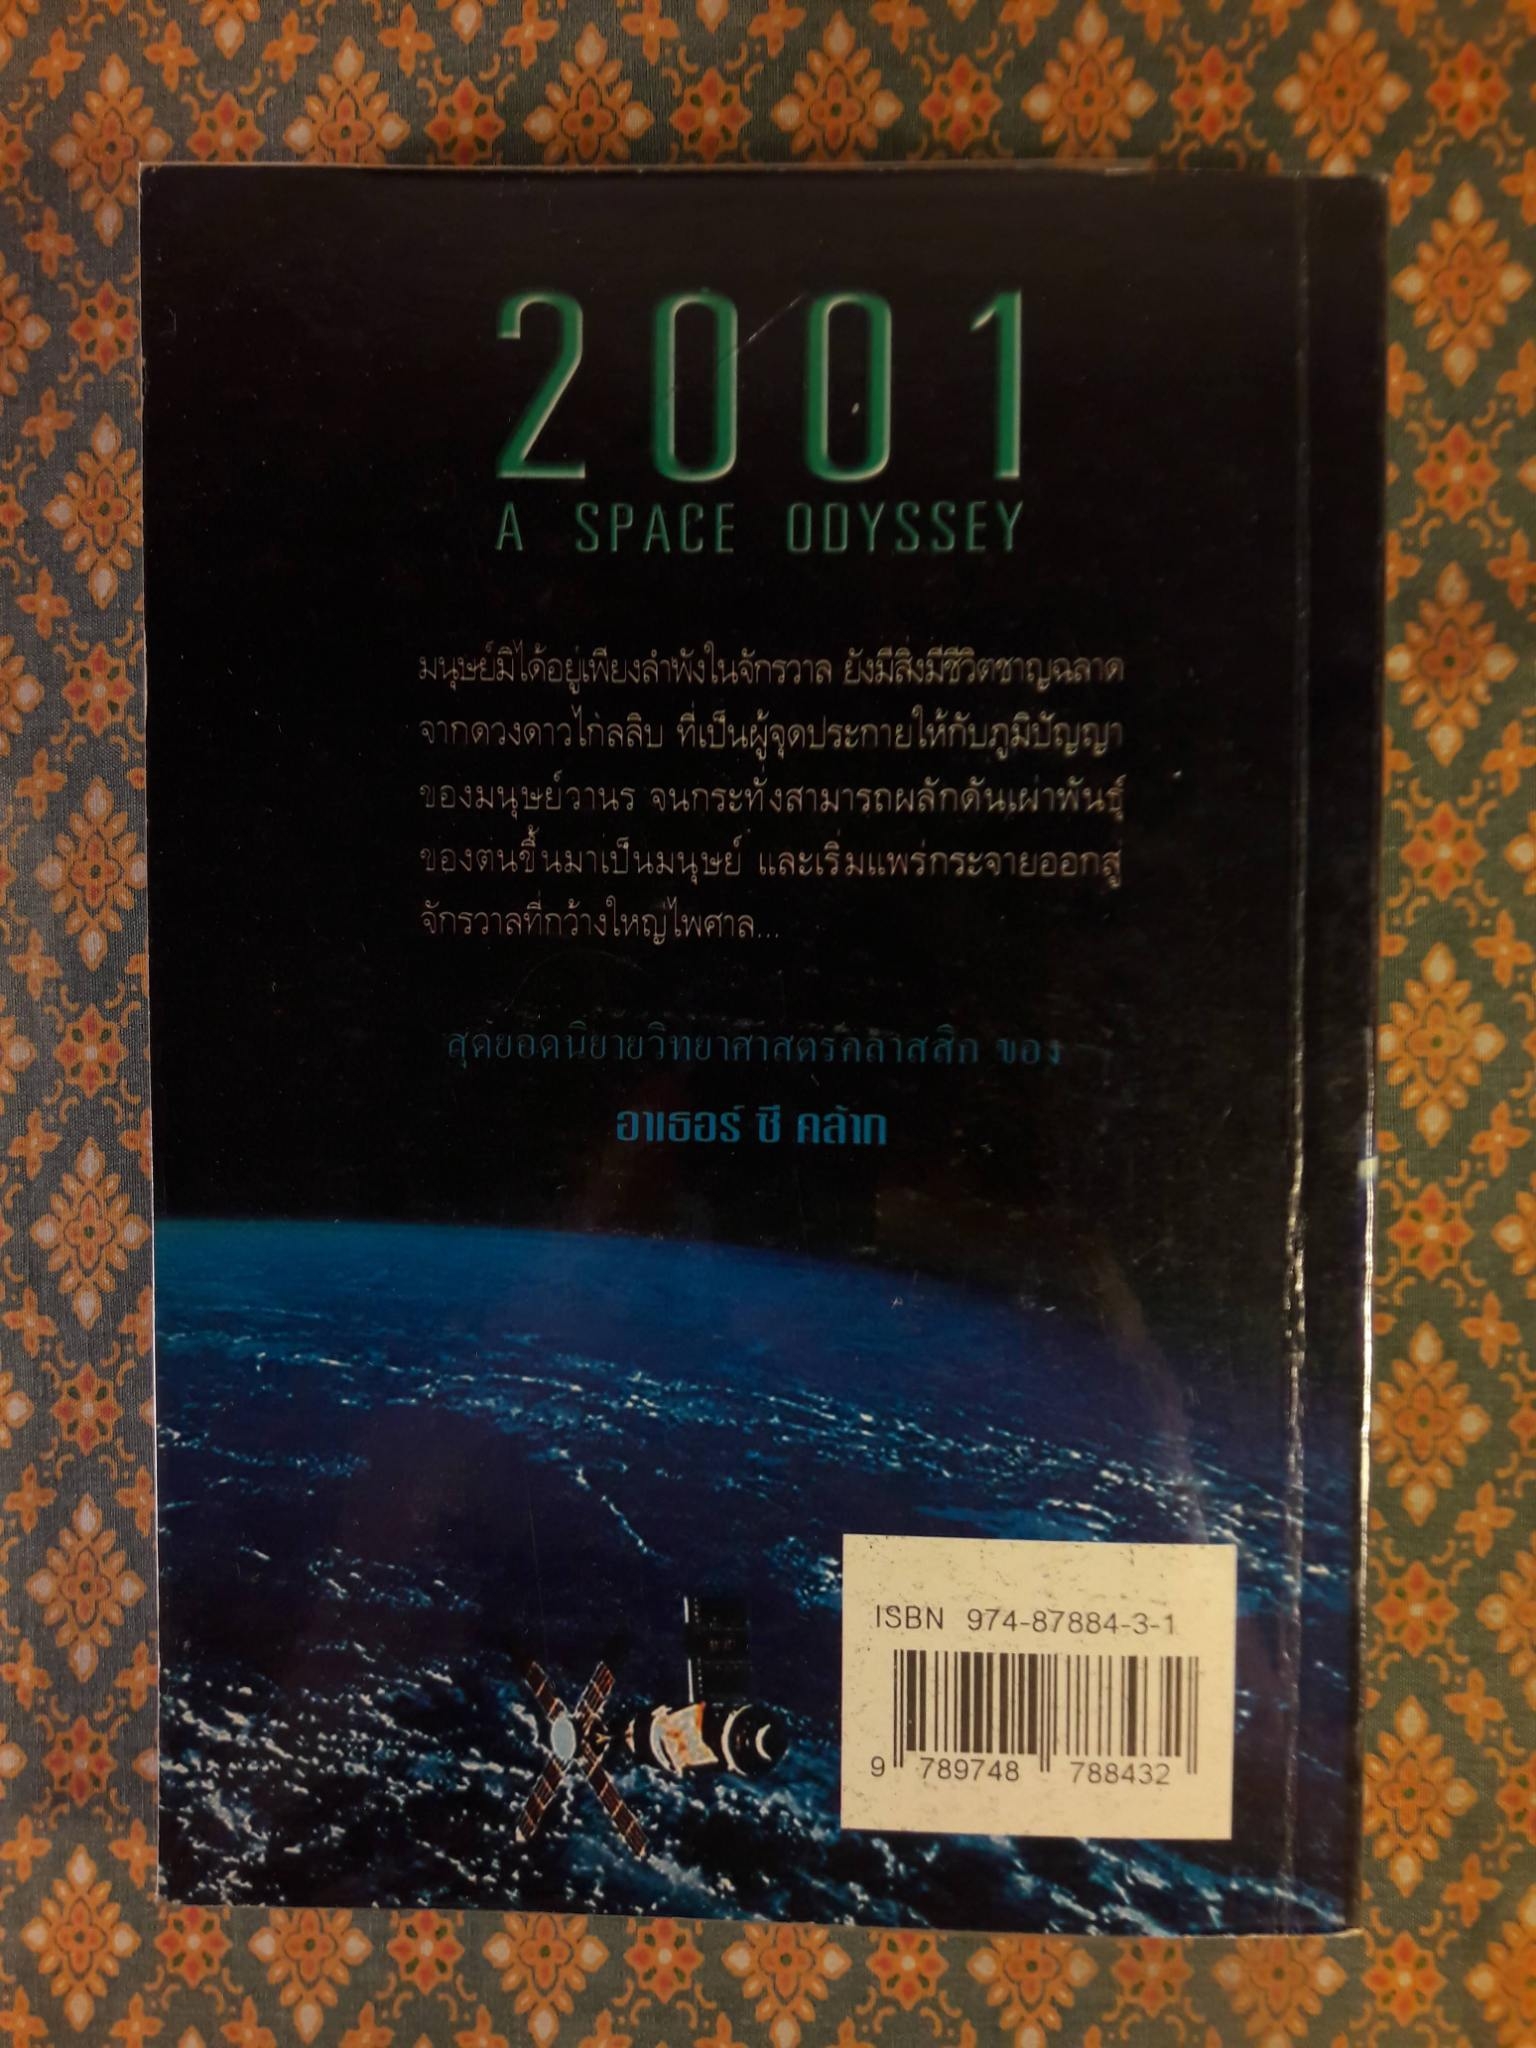 2001
A SPACE ODYSSEY
มนุษย์มิได้อยู่เพียงลำพังในจักรวาล ยังมีสิ่งมีชีวิตชาญฉลาด
จากดวงดาวไกลลิบ ที่เป็นผู้จุดประกายให้กับภูมิปัญญา
ของมนุษย์วานร จนกระทั่งสามารถผลักดันเผ่าพันธุ์
ของตนขึ้นมาเป็นมนุษย์ และเริ่มแพร่กระจายออกสู่
จักรวาลที่กว้างใหญ่ไพศาล...
สุดยอดนิยายวิทยาศาสตร์คลาสสิก ของ
อาเธอร์ ซี คล้าก
ISBN 974-87884-3-1
9 789748 788432